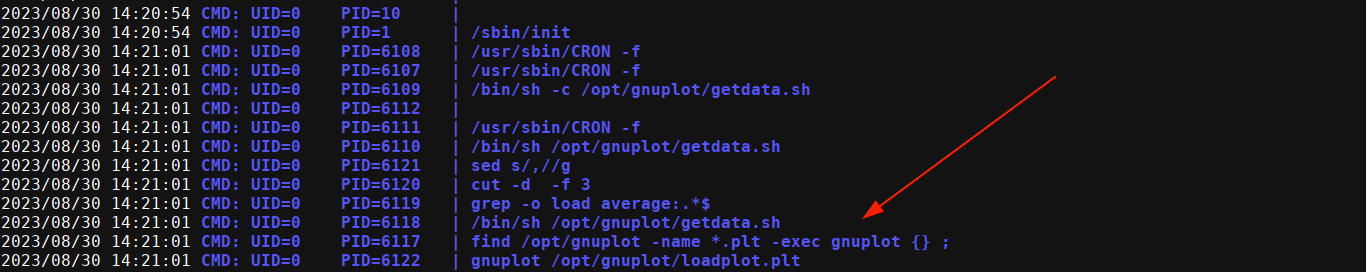 2023/08/30 14:20:54 CMD: UID=0 PID=10 |
2023/08/30 14:20:54 CMD: UID=0 PID=1 | /sbin/init
2023/08/30 14:21:01 CMD: UID=0 PID=6108 | /usr/sbin/CRON -f
2023/08/30 14:21:01 CMD: UID=0 PID=6107 | /usr/sbin/CRON -f
2023/08/30 14:21:01 CMD: UID=0 PID=6109 | /bin/sh -c /opt/gnuplot/getdata.sh
2023/08/30 14:21:01 CMD: UID=0 PID=6112 |
2023/08/30 14:21:01 CMD: UID=0 PID=6111 | /usr/sbin/CRON -f
2023/08/30 14:21:01 CMD: UID=0 PID=6110 | /bin/sh /opt/gnuplot/getdata.sh
2023/08/30 14:21:01 CMD: UID=0 PID=6121 | sed s/,//g
2023/08/30 14:21:01 CMD: UID=0 PID=6120 | cut -d  -f 3
2023/08/30 14:21:01 CMD: UID=0 PID=6119 | grep -o load average:.*$
2023/08/30 14:21:01 CMD: UID=0 PID=6118 | /bin/sh /opt/gnuplot/getdata.sh
2023/08/30 14:21:01 CMD: UID=0 PID=6117 | find /opt/gnuplot -name *.plt -exec gnuplot {} ;
2023/08/30 14:21:01 CMD: UID=0 PID=6122 | gnuplot /opt/gnuplot/loadplot.plt